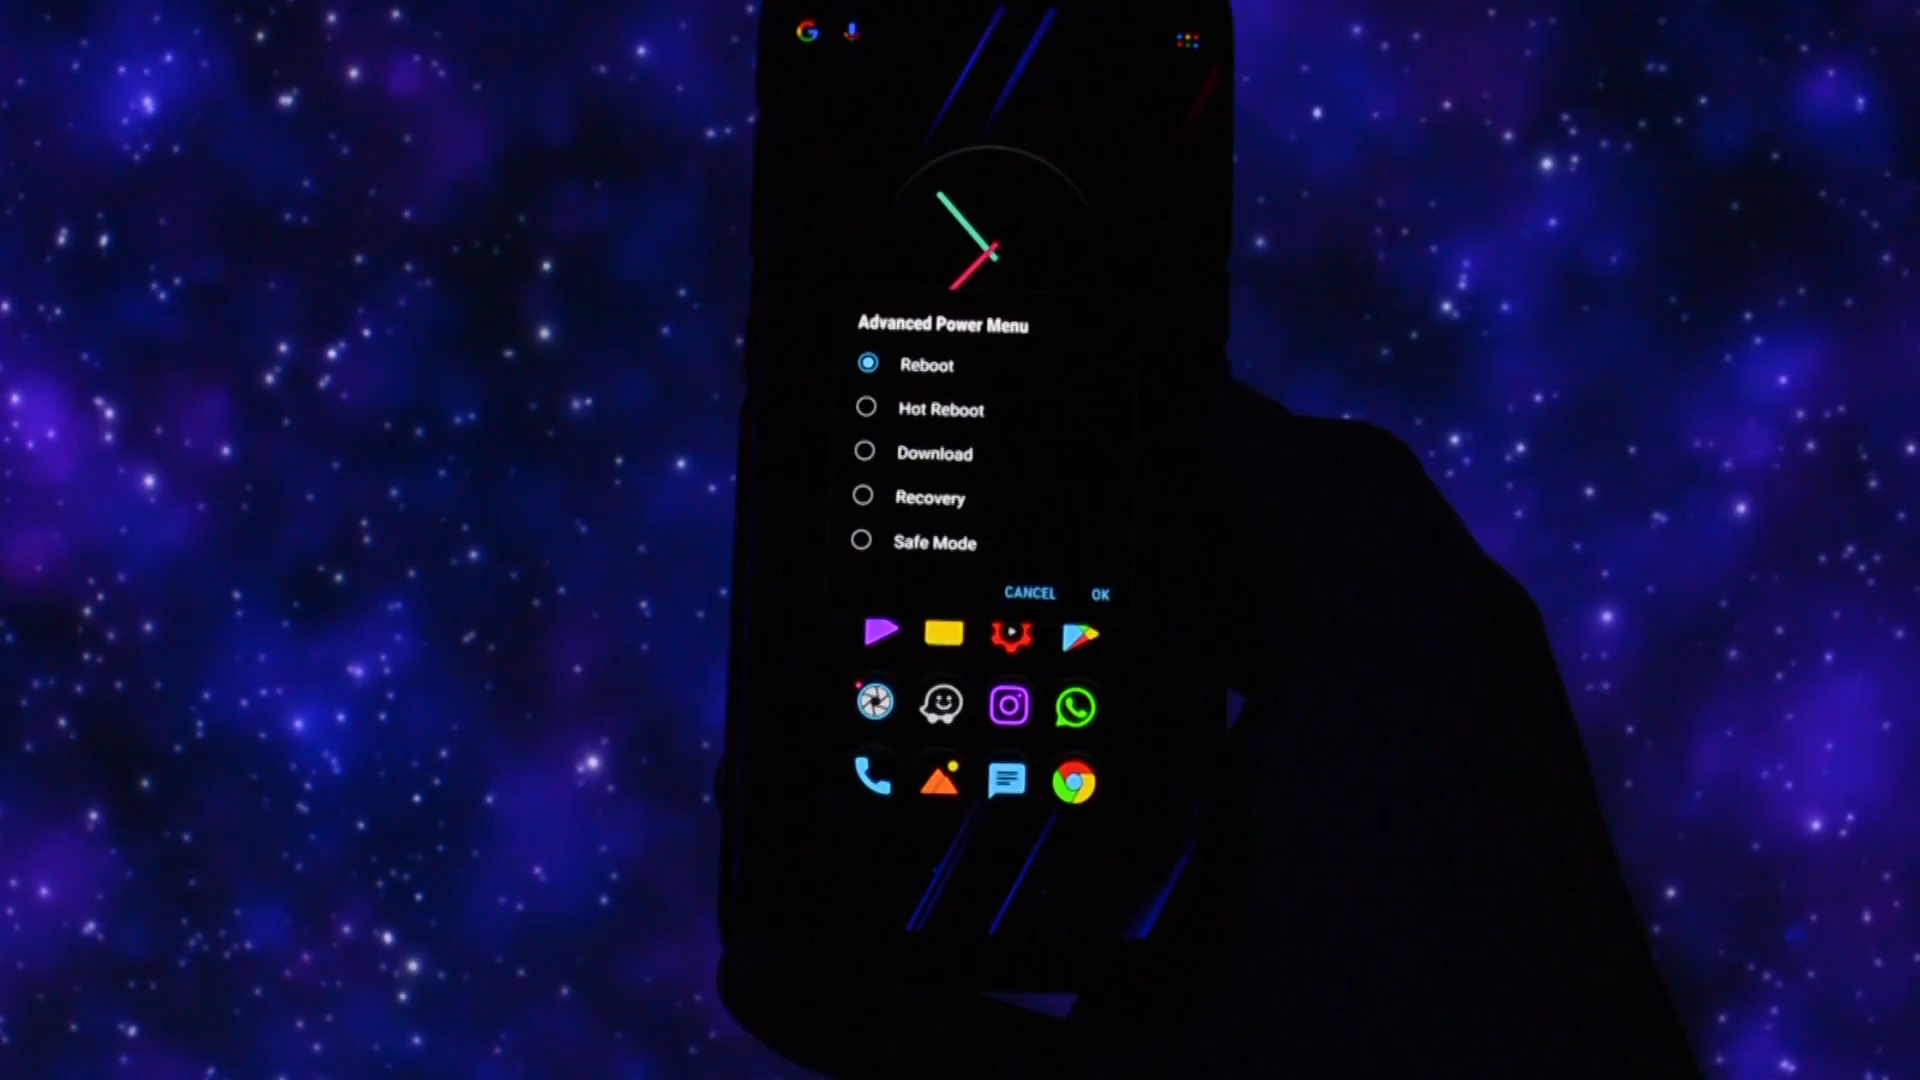 Advanced Power Menu
Reboot
Hot Reboot
Download
Recovery
Safe Mode
CANCEL OK